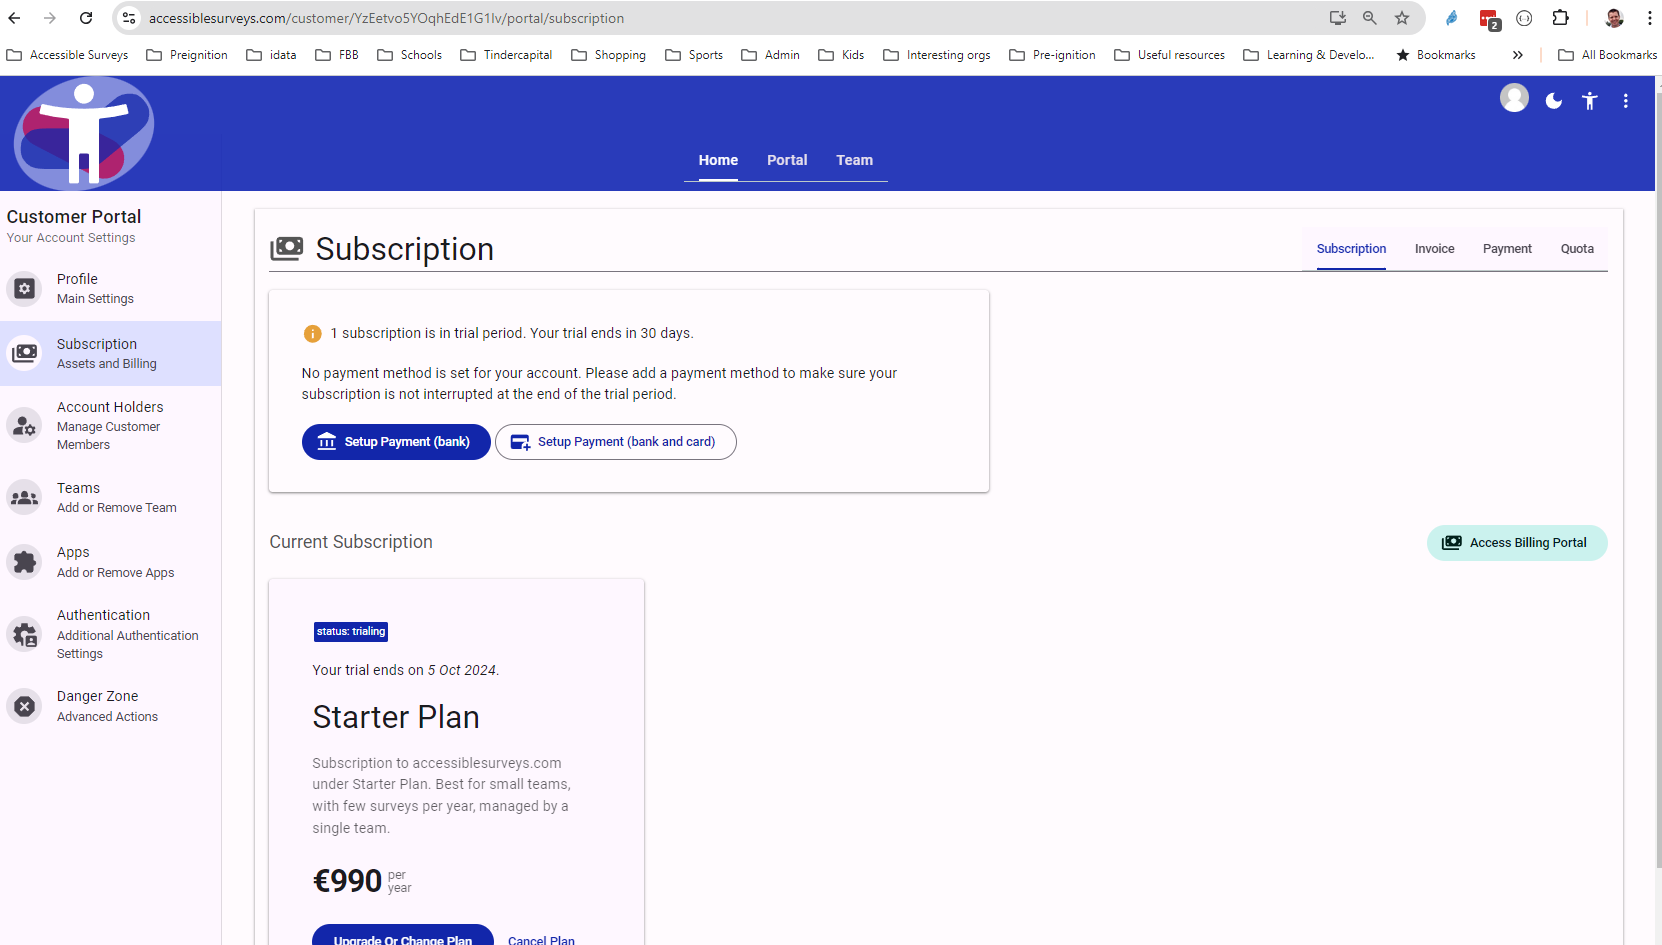 accessiblesurveys.com/customer/YzEetvo5YOqhEdE1G1Iv/portal/subscription
2
Accessible Surveys
Preignition
idata
FBB
Schools
Tindercapital
Shopping
Sports
Admin
Kids
Interesting orgs
Pre-ignition
Useful resources
Learning & Develo...
Bookmarks
All Bookmarks
Home
Portal
Team
Customer Portal
Your Account Settings
Profile
Main Settings
Subscription
Assets and Billing
Account Holders
Manage Customer
Members
Teams
Add or Remove Team
Apps
Add or Remove Apps
Authentication
Additional Authentication
Settings
Danger Zone
Advanced Actions
Subscription
Subscription
Invoice
Payment
Quota
1 subscription is in trial period. Your trial ends in 30 days.
No payment method is set for your account. Please add a payment method to make sure your
subscription is not interrupted at the end of the trial period.
Setup Payment (bank)
Setup Payment (bank and card)
Current Subscription
Access Billing Portal
status: trialing
Your trial ends on 5 Oct 2024.
Starter Plan
Subscription to accessiblesurveys.com
under Starter Plan. Best for small teams,
with few surveys per year, managed by a
single team.
€990 per
year
Upgrade Or Change Plan
Cancel Plan